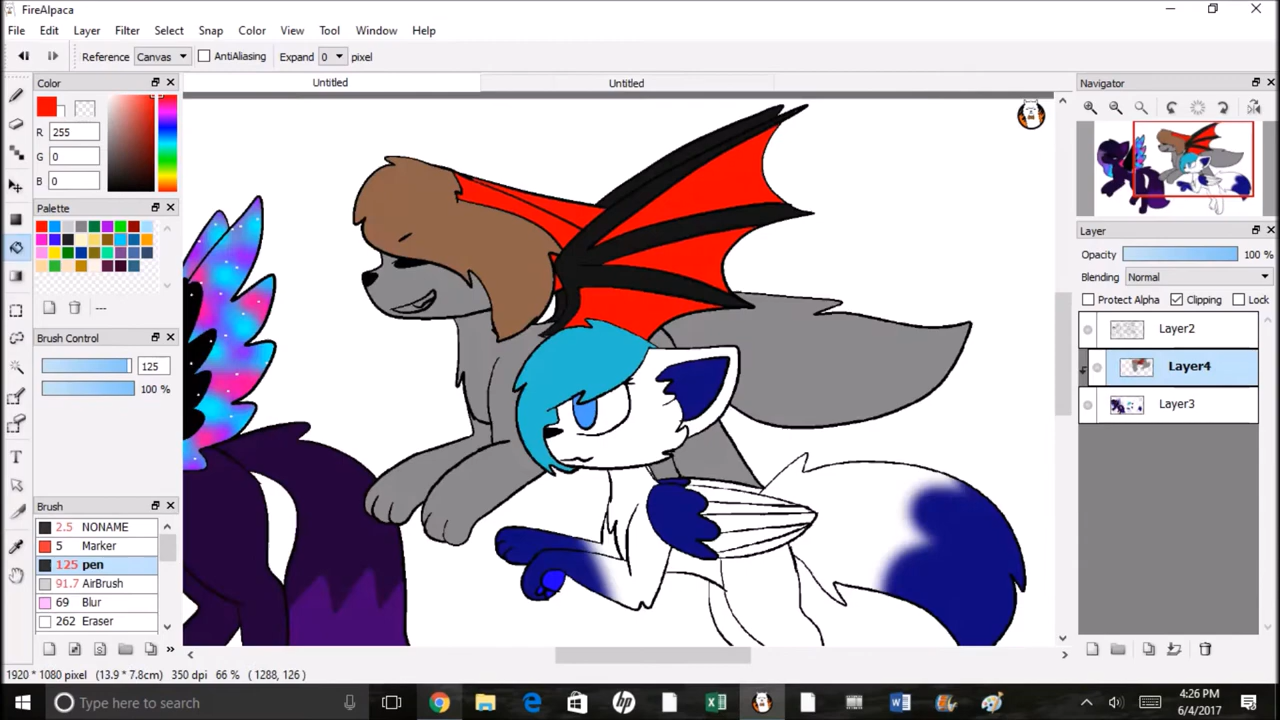 FireAlpaca
File Edit Layer Filter Select Snap Color View Tool Window Help
Reference Canvas AntiAliasing Expand 0 pixel
Color
Untitled Untitled
Navigator
R 255
G 0
B 0
Palette
Layer
Opacity 100 %
Blending Normal
Protect Alpha Clipping Lock
Layer2
Layer4
Layer3
---
Brush Control
125
100 %
Brush
2.5 NONAME
5 Marker
125 pen
91.7 AirBrush
69 Blur
262 Eraser
1920 * 1080 pixel (13.9 * 7.8cm) 350 dpi 66 % ( 1288, 126 )
Type here to search
4:26 PM
6/4/2017